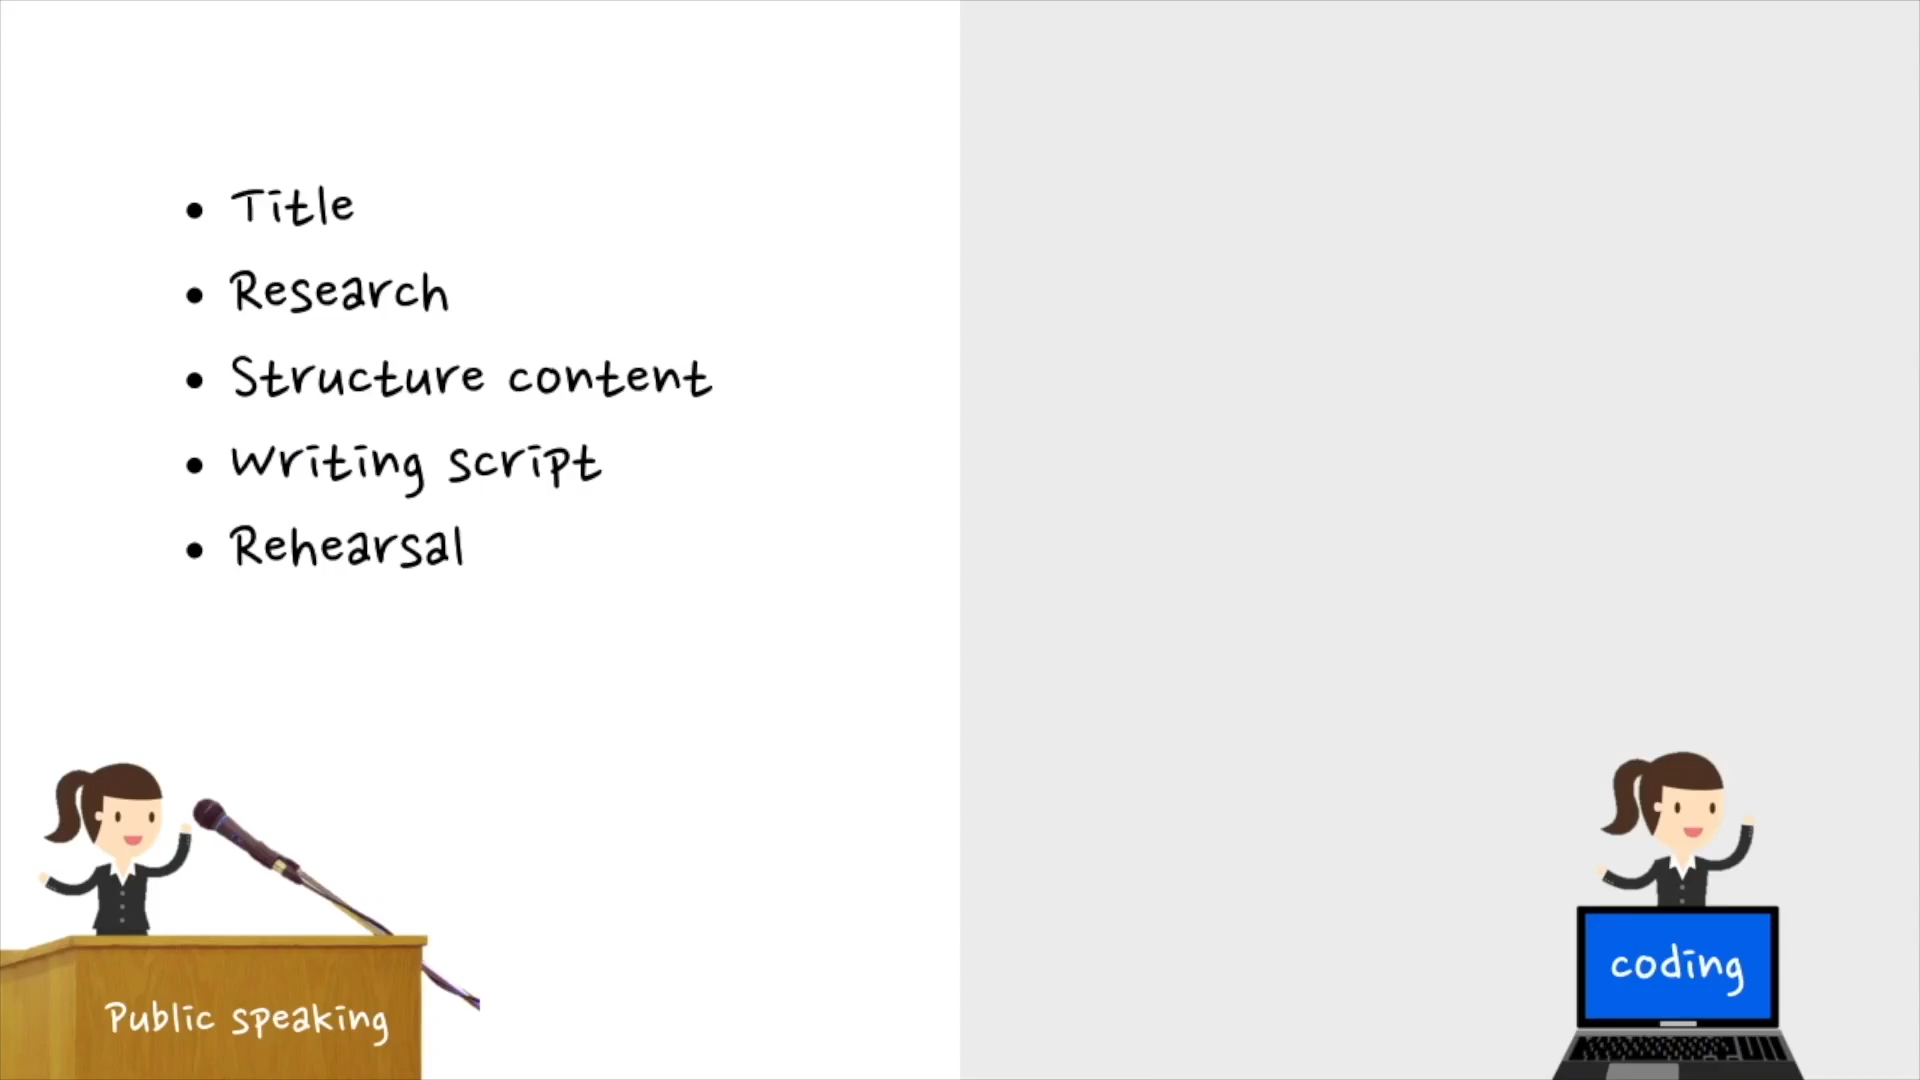 • Title
• Research
• Structure content
• Writing script
• Rehearsal
Public speaking
coding